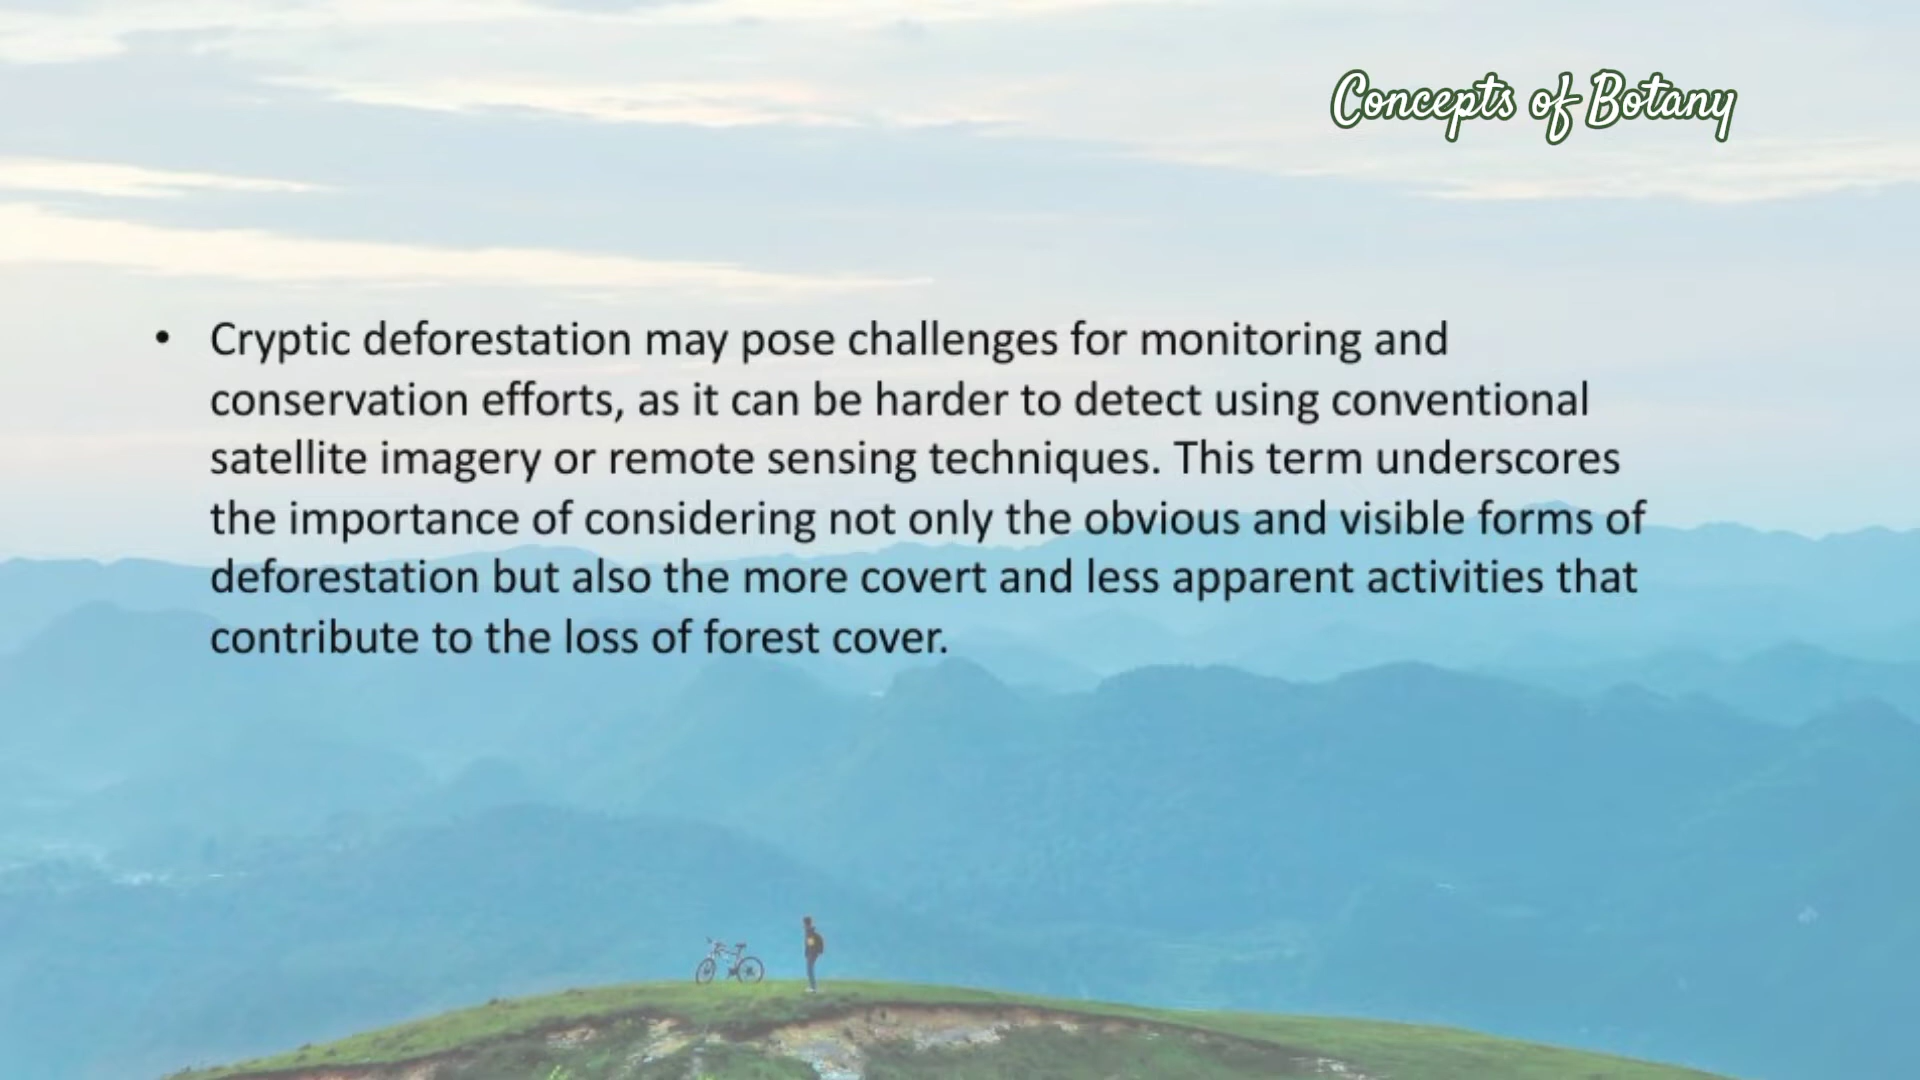 Concepts of Botany
• Cryptic deforestation may pose challenges for monitoring and
conservation efforts, as it can be harder to detect using conventional
satellite imagery or remote sensing techniques. This term underscores
the importance of considering not only the obvious and visible forms of
deforestation but also the more covert and less apparent activities that
contribute to the loss of forest cover.